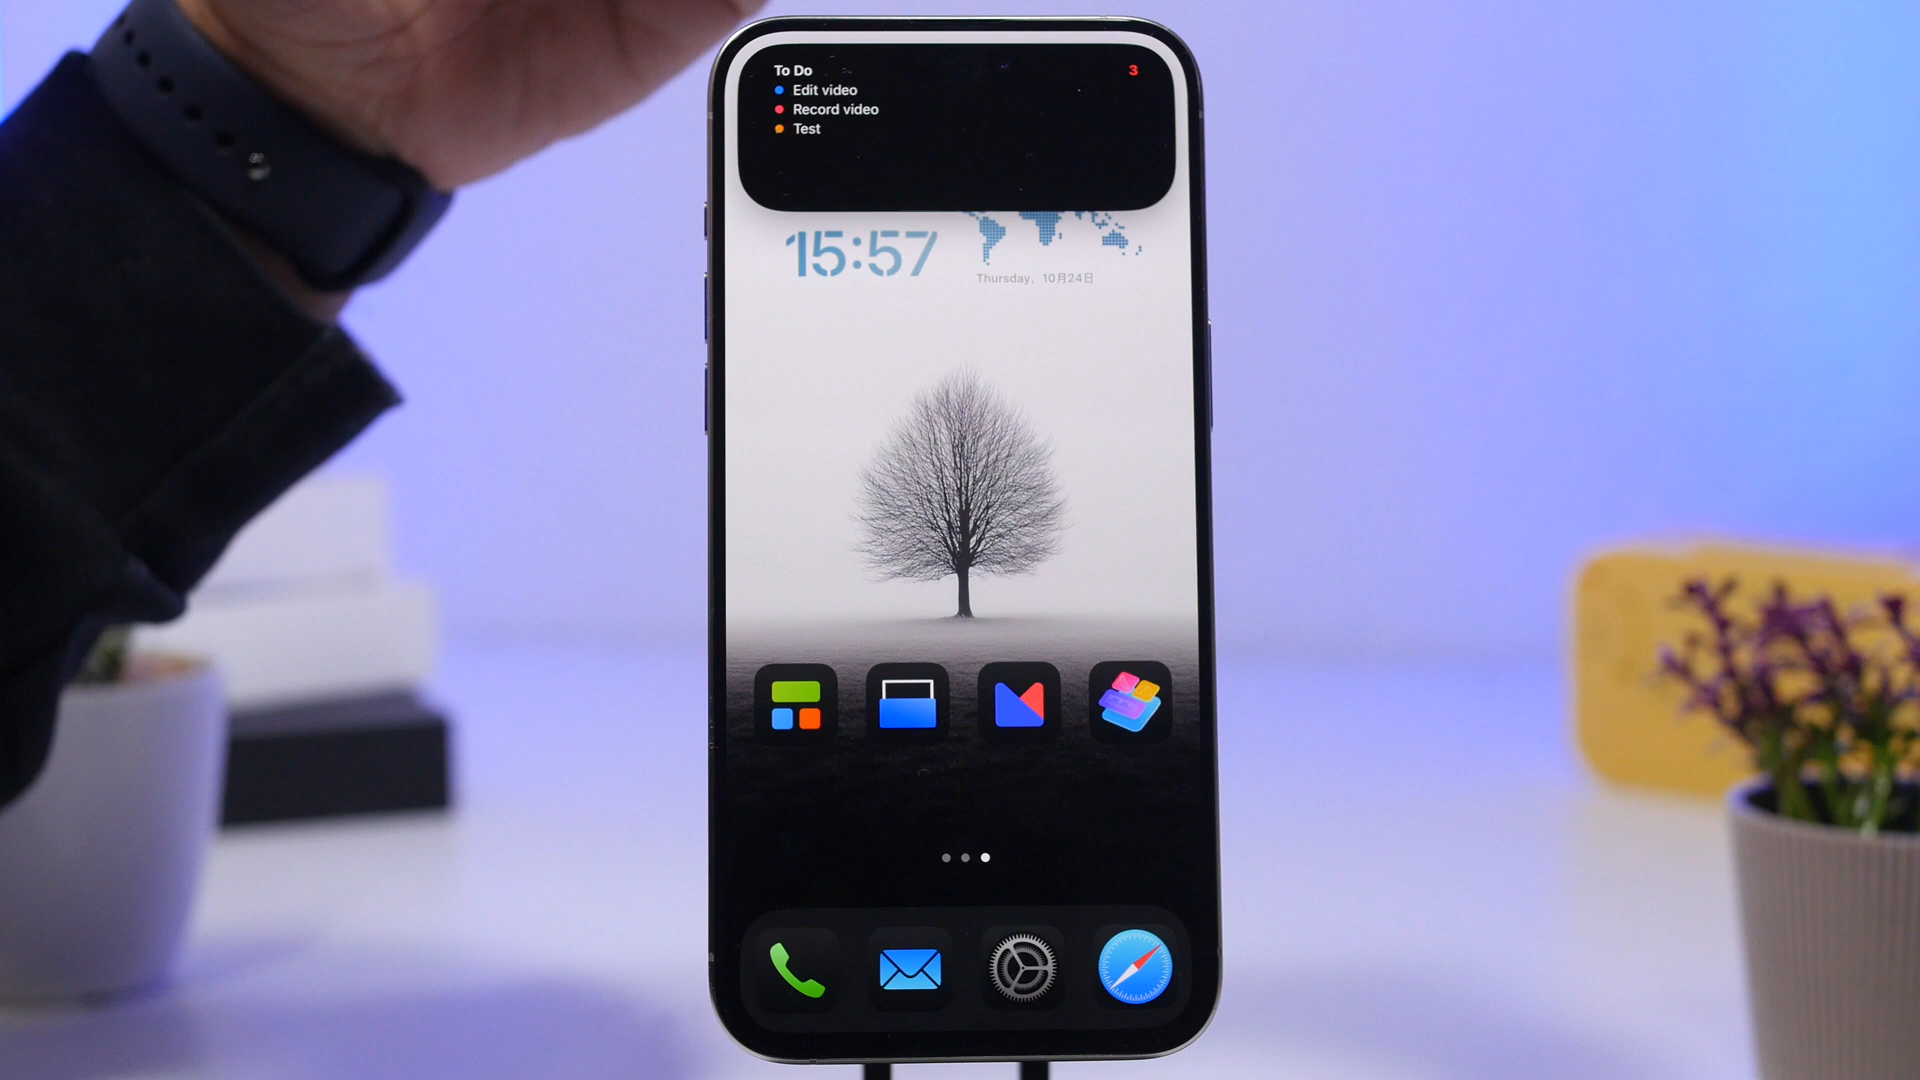 To Do 3
Edit video
Record video
Test
15:57
Thursday, 10月24日